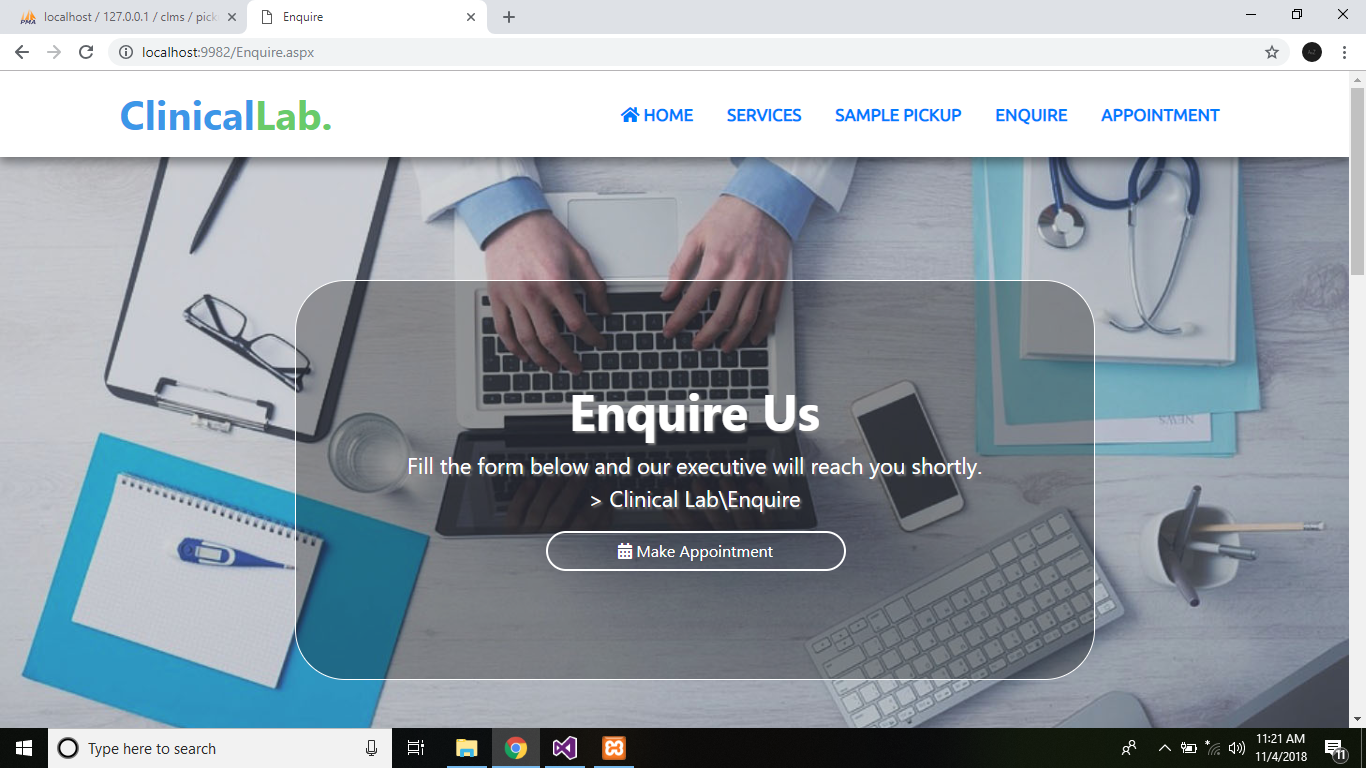 localhost / 127.0.0.1 / clms / pick
Enquire
localhost:9982/Enquire.aspx
ClinicalLab.
HOME SERVICES SAMPLE PICKUP ENQUIRE APPOINTMENT
NEWS
Enquire Us
Fill the form below and our executive will reach you shortly.
> Clinical Lab\Enquire
Make Appointment
Type here to search
11:21 AM
11/4/2018
11